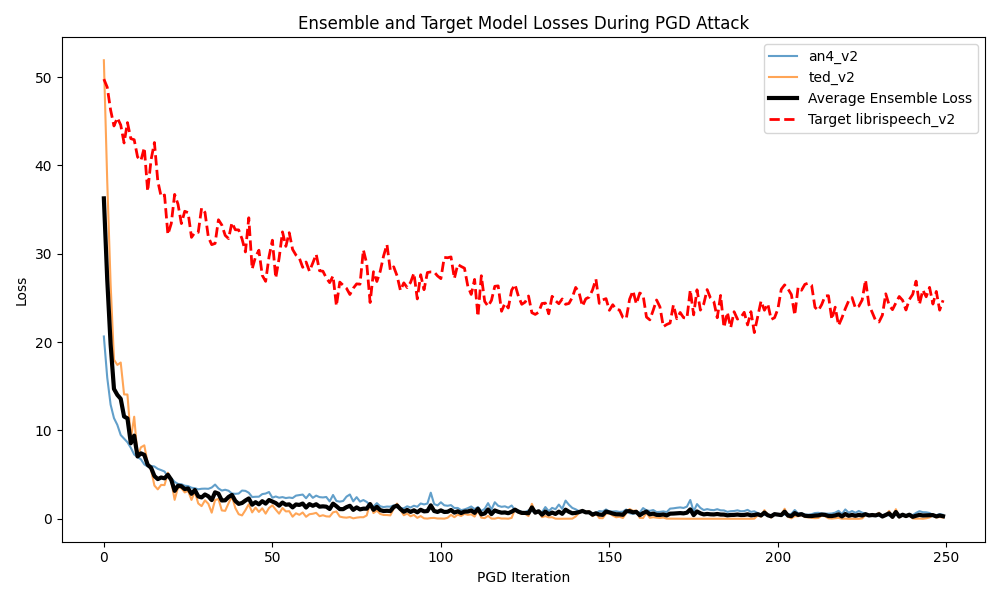 Ensemble and Target Model Losses During PGD Attack
an4_v2
ted_v2
Average Ensemble Loss
Target librispeech_v2
Loss
50
40
30
20
10
0
0 50 100 150 200 250
PGD Iteration